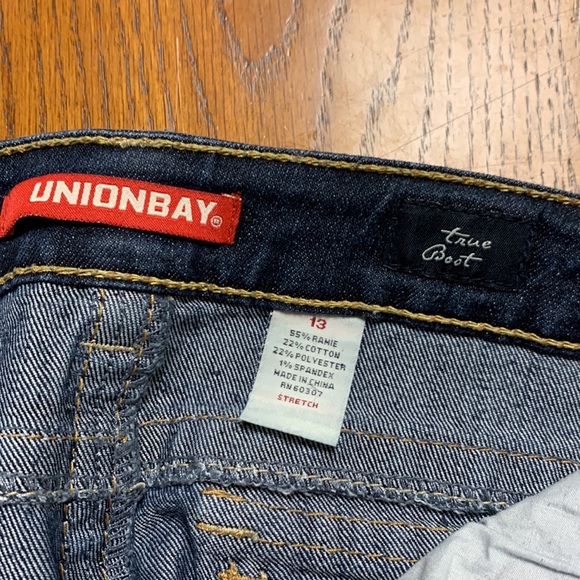 UNIONBAY®
true
Boot
13
55% RAMIE
22% COTTON
22% POLYESTER
1% SPANDEX
MADE IN CHINA
RN 60307
STRETCH